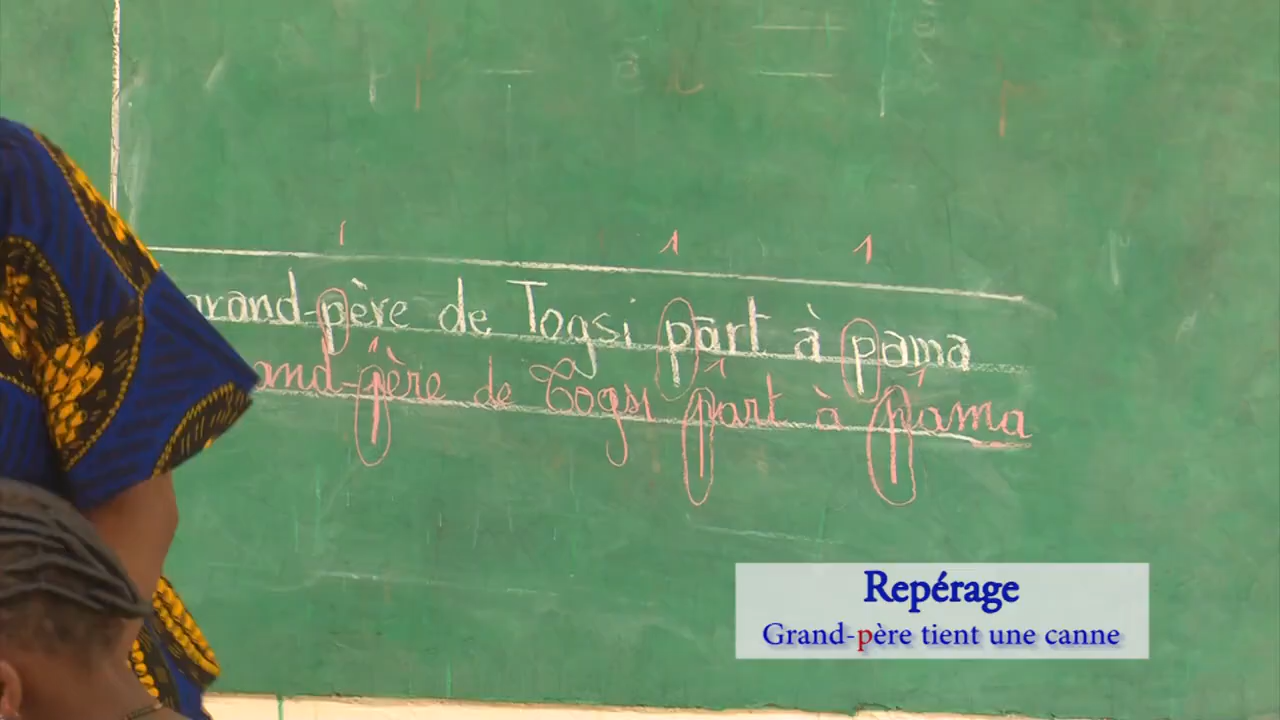 grand-père de Togsi part à pama
and-père de Togsi part à pama
Repérage
Grand-père tient une canne